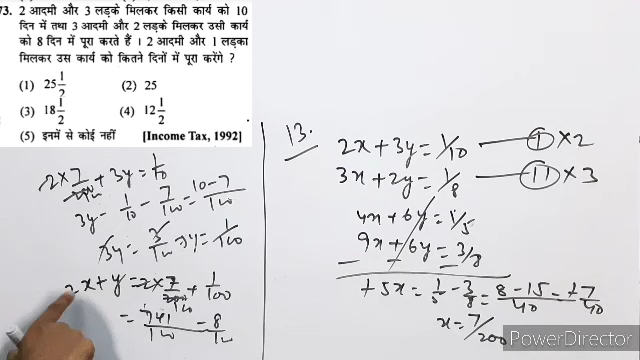 73. 2 आदमी और 3 लड़के मिलकर किसी कार्य को 10
दिन में तथा 3 आदमी और 2 लड़के मिलकर उसी कार्य
को 8 दिन में पूरा करते हैं । 2 आदमी और 1 लड़का
मिलकर उस कार्य को कितने दिनों में पूरा करेंगे ?
(1) 25 1/2 (2) 25
(3) 18 1/2 (4) 12 1/2
(5) इनमें से कोई नहीं [Income Tax, 1992]
13.
2x+3y=1/10 — (I) ×2
3x+2y=1/8 — (II) ×3
4x+6y=1/5
9x+6y=3/8
+5x=1/5-3/8=8-15/40=+7/40
x=7/200
+3y=1/10
3y=1/10-7/100=10-7/100
3y=3/100 y=1/100
2x+y=2×7/200+1/100
=7+1/100=8/100
PowerDirector